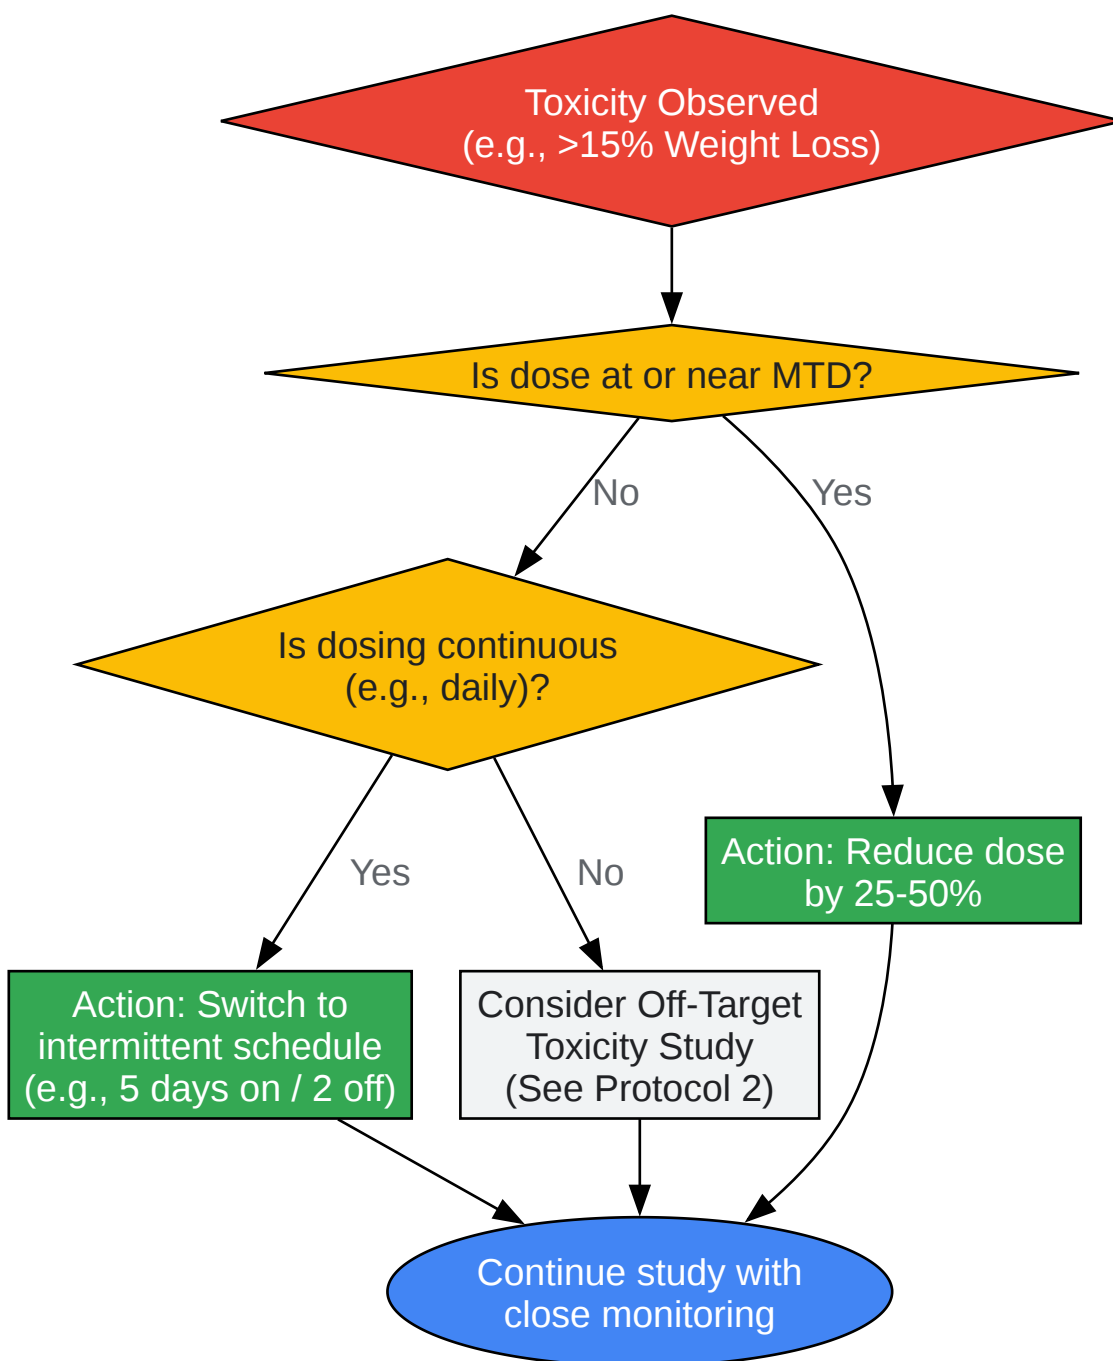 Toxicity Observed
(e.g., >15% Weight Loss)
Is dose at or near MTD?
No
Yes
Is dosing continuous
(e.g., daily)?
Action: Reduce dose
by 25-50%
Yes
No
Action: Switch to
intermittent schedule
(e.g., 5 days on / 2 off)
Consider Off-Target
Toxicity Study
(See Protocol 2)
Continue study with
close monitoring